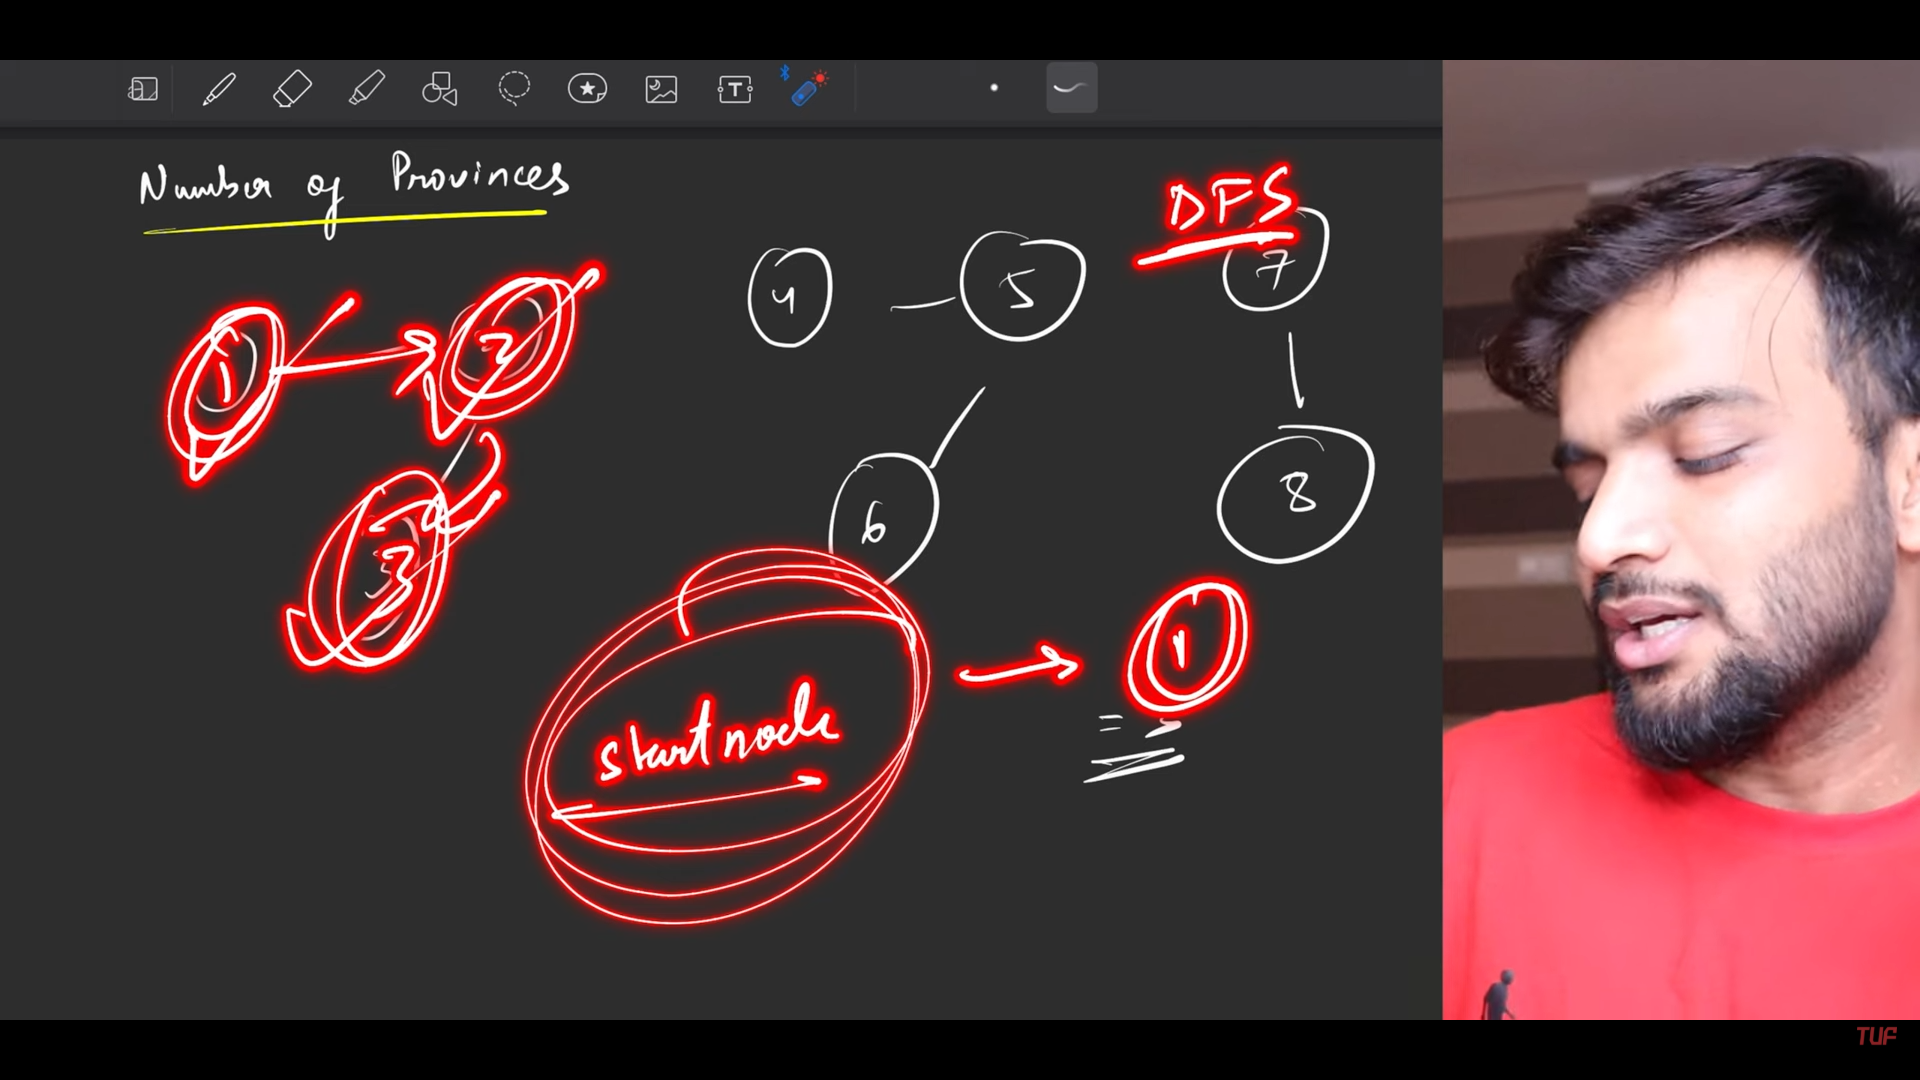 Number of Provinces
DFS
4 5 7
1 2
3 6 8
start node
1
=
TUF